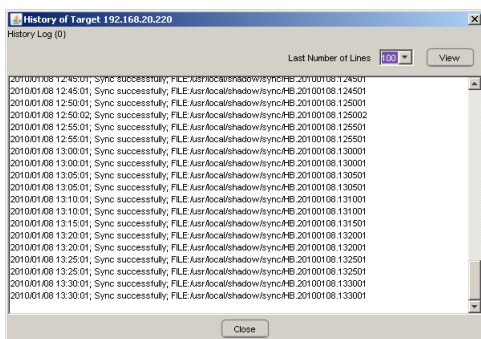 History of Target 192.168.20.220
History Log (0)
Last Number of Lines 100 View
2010/01/08 12:45:01; Sync successfully; FILE:/usr/local/shadow/sync/HB.20100108.124501
2010/01/08 12:45:01; Sync successfully; FILE:/usr/local/shadow/sync/HB.20100108.124501
2010/01/08 12:50:01; Sync successfully; FILE:/usr/local/shadow/sync/HB.20100108.125001
2010/01/08 12:50:02; Sync successfully; FILE:/usr/local/shadow/sync/HB.20100108.125002
2010/01/08 12:55:01; Sync successfully; FILE:/usr/local/shadow/sync/HB.20100108.125501
2010/01/08 12:55:01; Sync successfully; FILE:/usr/local/shadow/sync/HB.20100108.125501
2010/01/08 13:00:01; Sync successfully; FILE:/usr/local/shadow/sync/HB.20100108.130001
2010/01/08 13:00:01; Sync successfully; FILE:/usr/local/shadow/sync/HB.20100108.130001
2010/01/08 13:05:01; Sync successfully; FILE:/usr/local/shadow/sync/HB.20100108.130501
2010/01/08 13:05:01; Sync successfully; FILE:/usr/local/shadow/sync/HB.20100108.130501
2010/01/08 13:10:01; Sync successfully; FILE:/usr/local/shadow/sync/HB.20100108.131001
2010/01/08 13:10:01; Sync successfully; FILE:/usr/local/shadow/sync/HB.20100108.131001
2010/01/08 13:15:01; Sync successfully; FILE:/usr/local/shadow/sync/HB.20100108.131501
2010/01/08 13:20:01; Sync successfully; FILE:/usr/local/shadow/sync/HB.20100108.132001
2010/01/08 13:20:01; Sync successfully; FILE:/usr/local/shadow/sync/HB.20100108.132001
2010/01/08 13:25:01; Sync successfully; FILE:/usr/local/shadow/sync/HB.20100108.132501
2010/01/08 13:25:01; Sync successfully; FILE:/usr/local/shadow/sync/HB.20100108.132501
2010/01/08 13:30:01; Sync successfully; FILE:/usr/local/shadow/sync/HB.20100108.133001
2010/01/08 13:30:01; Sync successfully; FILE:/usr/local/shadow/sync/HB.20100108.133001
Close